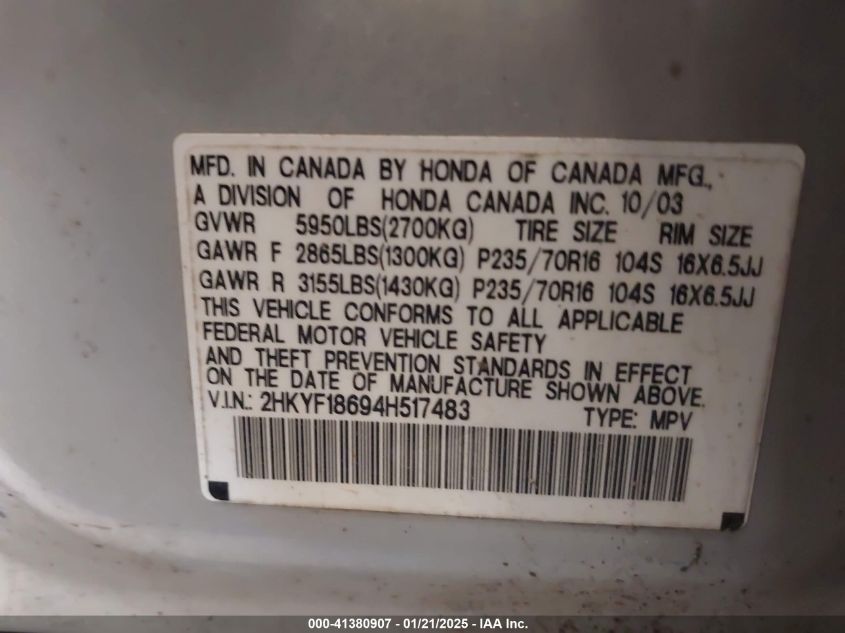 MFD. IN CANADA BY HONDA OF CANADA MFG.,
A DIVISION OF HONDA CANADA INC. 10/03
GVWR 5950LBS(2700KG) TIRE SIZE RIM SIZE
GAWR F 2865LBS(1300KG) P235/70R16 104S 16X6.5JJ
GAWR R 3155LBS(1430KG) P235/70R16 104S 16X6.5JJ
THIS VEHICLE CONFORMS TO ALL APPLICABLE
FEDERAL MOTOR VEHICLE SAFETY
AND THEFT PREVENTION STANDARDS IN EFFECT
ON THE DATE OF MANUFACTURE SHOWN ABOVE.
V.I.N.: 2HKYF18694H517483 TYPE: MPV
000-41380907 - 01/21/2025 - IAA Inc.